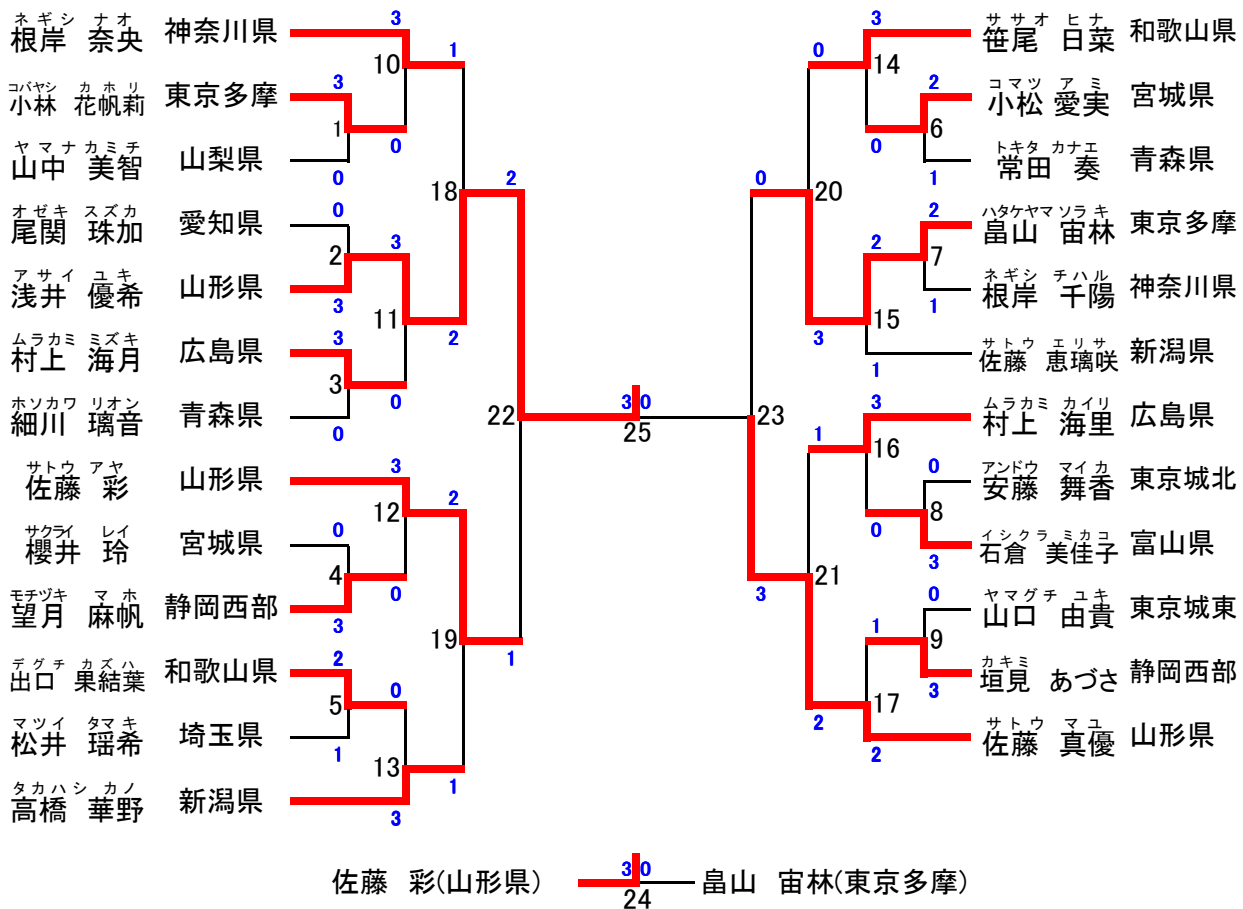 ネギシ ナオ
根岸 奈央 神奈川県 3
10 1
コバヤシ カホリ
小林 花帆莉 東京多摩 3
1 0
ヤマナカ ミチ
山中 美智 山梨県 0
18 2
オゼキ スズカ
尾関 珠加 愛知県 0
2 3
アサイ ユキ
浅井 優希 山形県 3
11 2
ムラカミ ミズキ
村上 海月 広島県 3
3 0
ホソカワ リオン
細川 璃音 青森県 0
22
サトウ アヤ
佐藤 彩 山形県 3
12 2
サクライ レイ
櫻井 玲 宮城県 0
4 0
モチヅキ マホ
望月 麻帆 静岡西部 3
19 1
デグチ カズハ
出口 果結葉 和歌山県 2
5 0
マツイ タマキ
松井 瑶希 埼玉県 1
13 1
タカハシ カノ
高橋 華野 新潟県 3
3 0
25
ササオ ヒナ
3 笹尾 日菜 和歌山県
0 14
コマツ アミ
2 小松 愛実 宮城県
0 6
トキタ カナエ
1 常田 奏 青森県
0 20
ハタケヤマ ソラキ
2 畠山 宙林 東京多摩
2 7
ネギシ チハル
1 根岸 千陽 神奈川県
3 15
サトウ エリサ
1 佐藤 恵璃咲 新潟県
23
ムラカミ カイリ
3 村上 海里 広島県
1 16
アンドウ マイカ
0 安藤 舞香 東京城北
0 8
イシクラ ミカコ
3 石倉 美佳子 富山県
3 21
ヤマグチ ユキ
0 山口 由貴 東京城東
1 9
カキミ
3 垣見 あづさ 静岡西部
2 17
サトウ マユ
2 佐藤 真優 山形県
佐藤 彩(山形県) 3 0 畠山 宙林(東京多摩)
24